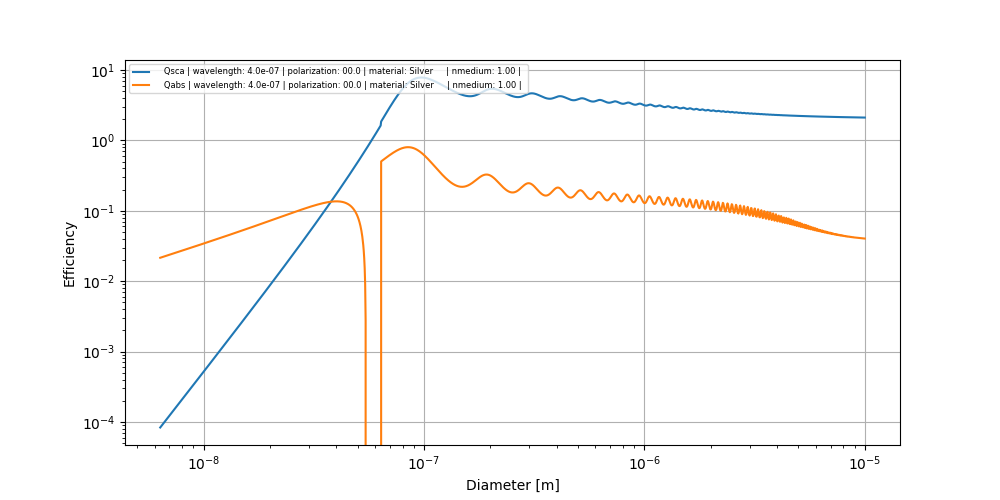 Qsca | wavelength: 4.0e-07 | polarization: 00.0 | material: Silver | nmedium: 1.00 |
Qabs | wavelength: 4.0e-07 | polarization: 00.0 | material: Silver | nmedium: 1.00 |
10¹
10⁰
10⁻¹
10⁻²
10⁻³
10⁻⁴
Efficiency
10⁻⁸ 10⁻⁷ 10⁻⁶ 10⁻⁵
Diameter [m]